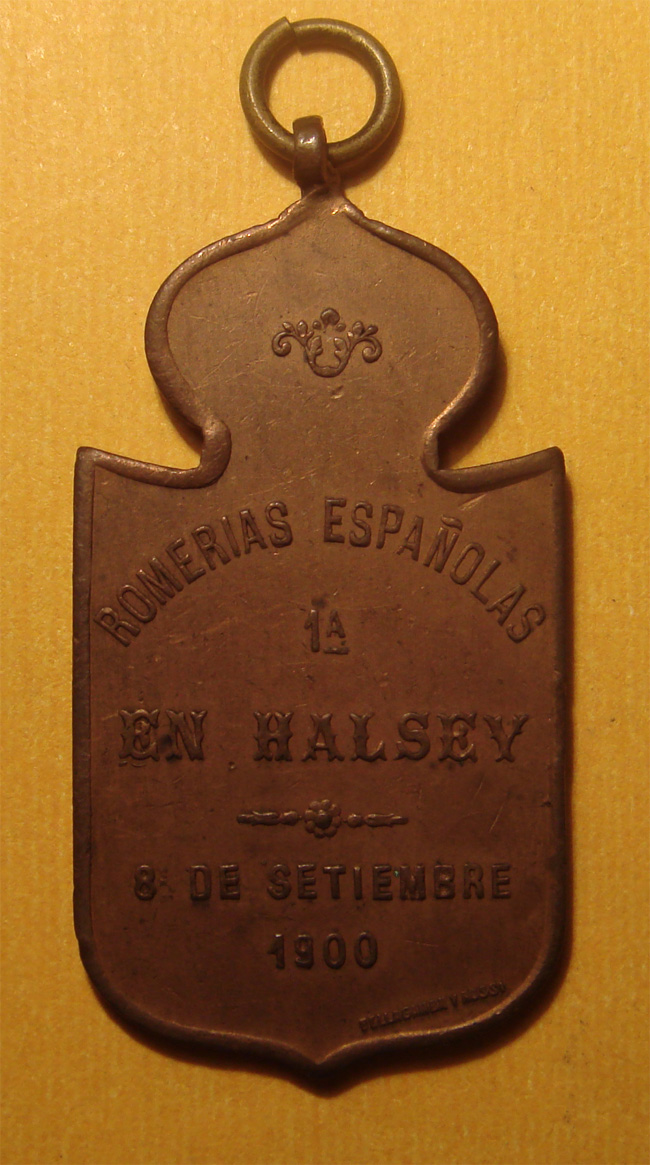 ROMERIAS ESPAÑOLAS
1A
EN HALSEY
8 DE SETIEMBRE
1900